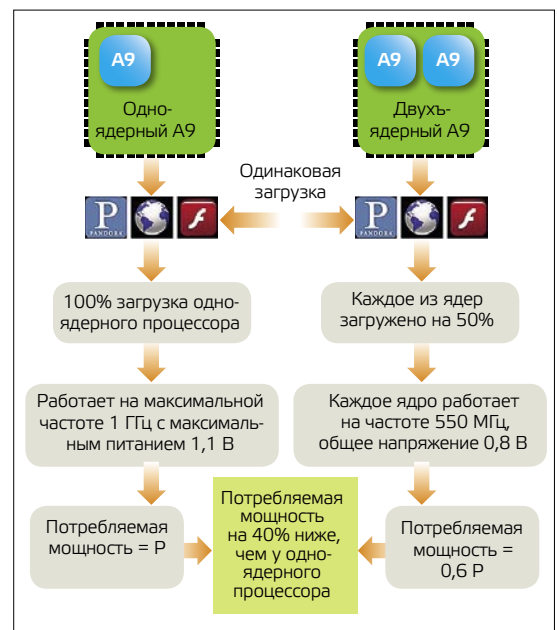 A9
Одно-
ядерный A9
A9
A9
Двухъ-
ядерный A9
Одинаковая
загрузка
P
PANDORA
f
P
PANDORA
f
100% загрузка одно-
ядерного процессора
Каждое из ядер
загружено на 50%
Работает на максимальной
частоте 1 ГГц с максималь-
ным питанием 1,1 В
Каждое ядро работает
на частоте 550 МГц,
общее напряжение 0,8 В
Потребляемая
мощность = P
Потребляемая
мощность
на 40% ниже,
чем у одно-
ядерного
процессора
Потребляемая
мощность =
0,6 P